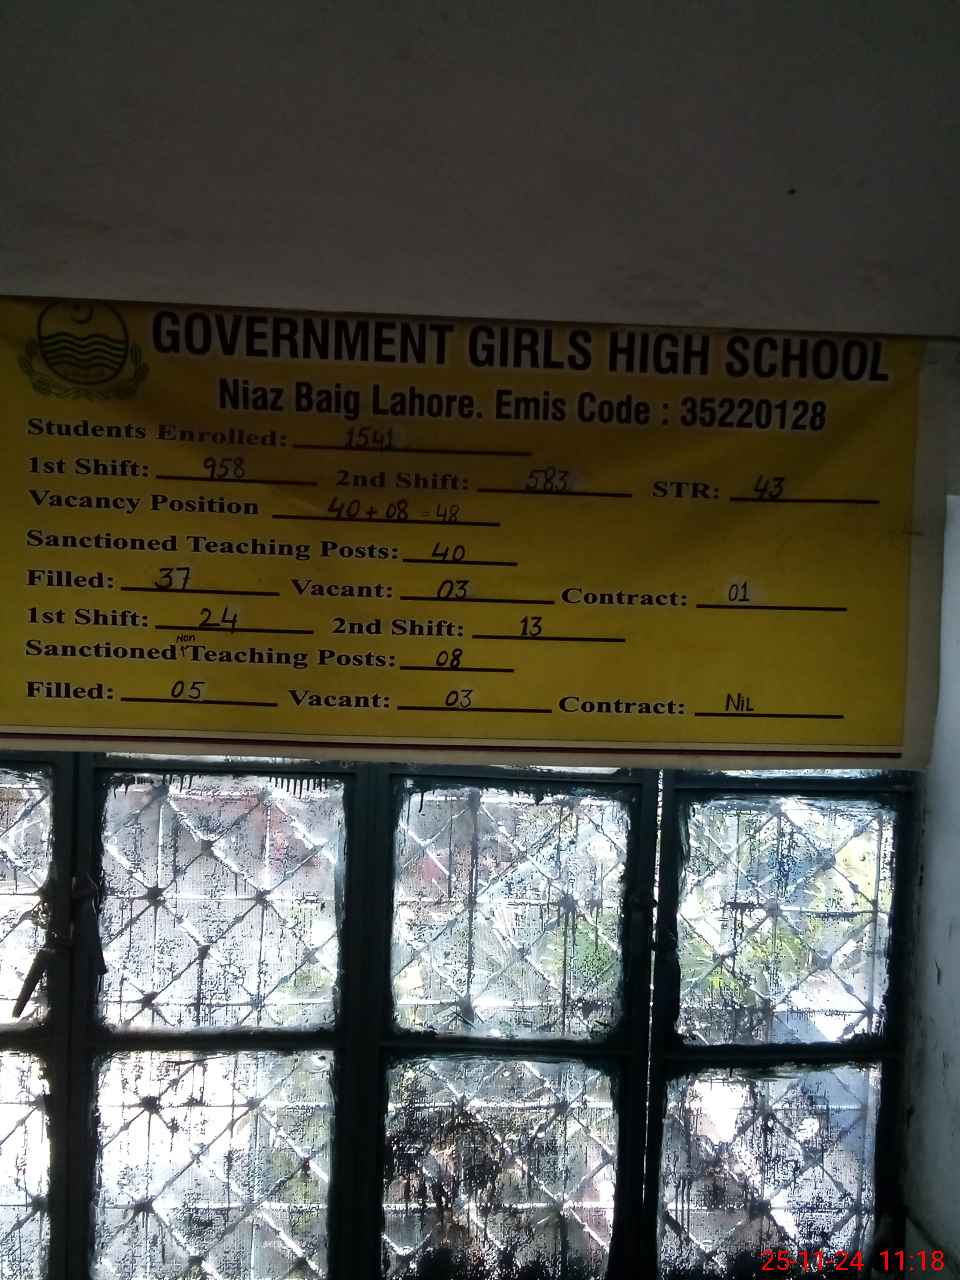 GOVERNMENT GIRLS HIGH SCHOOL
Niaz Baig Lahore. Emis Code : 35220128
Students Enrolled: 1541
1st Shift: 958 2nd Shift: 583 STR: 43
Vacancy Position 40+08=48
Sanctioned Teaching Posts: 40
Filled: 37 Vacant: 03 Contract: 01
1st Shift: 24 2nd Shift: 13
Sanctioned Non Teaching Posts: 08
Filled: 05 Vacant: 03 Contract: NiL
25-11-24 11:18